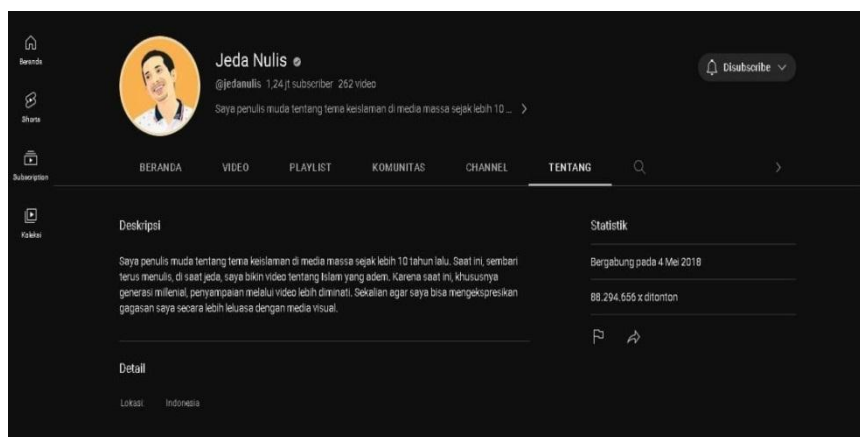 Beranda
Shorts
Subscription
Koleksi
Jeda Nulis
@jedanulis 1,24 jt subscriber 262 video
Saya penulis muda tentang tema keislaman di media massa sejak lebih 10 ...
Disubscribe
BERANDA VIDEO PLAYLIST KOMUNITAS CHANNEL TENTANG
Deskripsi
Saya penulis muda tentang tema keislaman di media massa sejak lebih 10 tahun lalu. Saat ini, sembari
terus menulis, di saat jeda, saya bikin video tentang Islam yang adem. Karena saat ini, khususnya
generasi millenial, penyampaian melalui video lebih diminati. Sekalian agar saya bisa mengekspresikan
gagasan saya secara lebih leluasa dengan media visual.
Detail
Lokasi: Indonesia
Statistik
Bergabung pada 4 Mei 2018
88.294.656 x ditonton